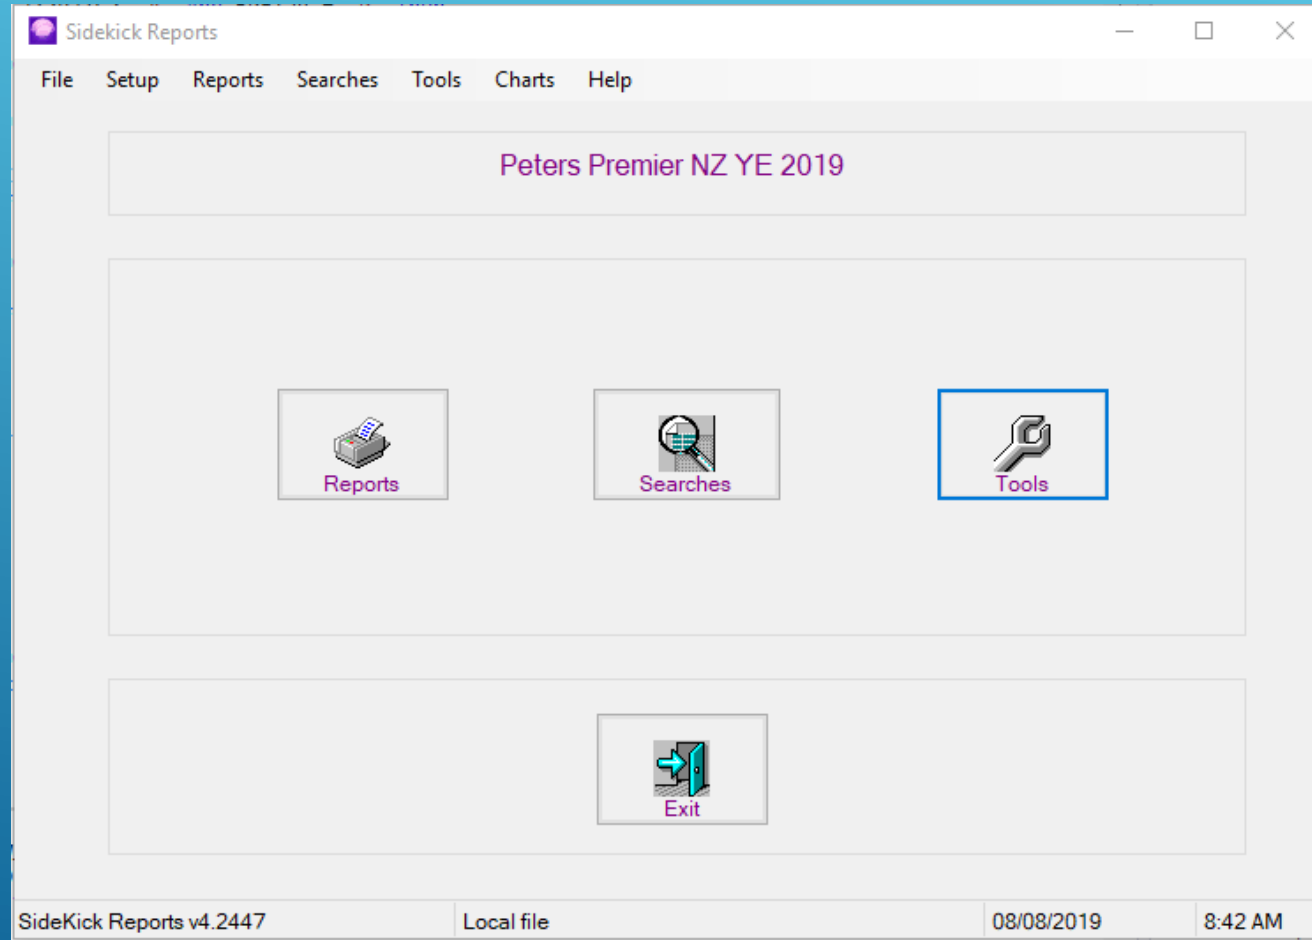 Sidekick Reports
File Setup Reports Searches Tools Charts Help
Peters Premier NZ YE 2019
Reports Searches Tools
Exit
SideKick Reports v4.2447 Local file 08/08/2019 8:42 AM